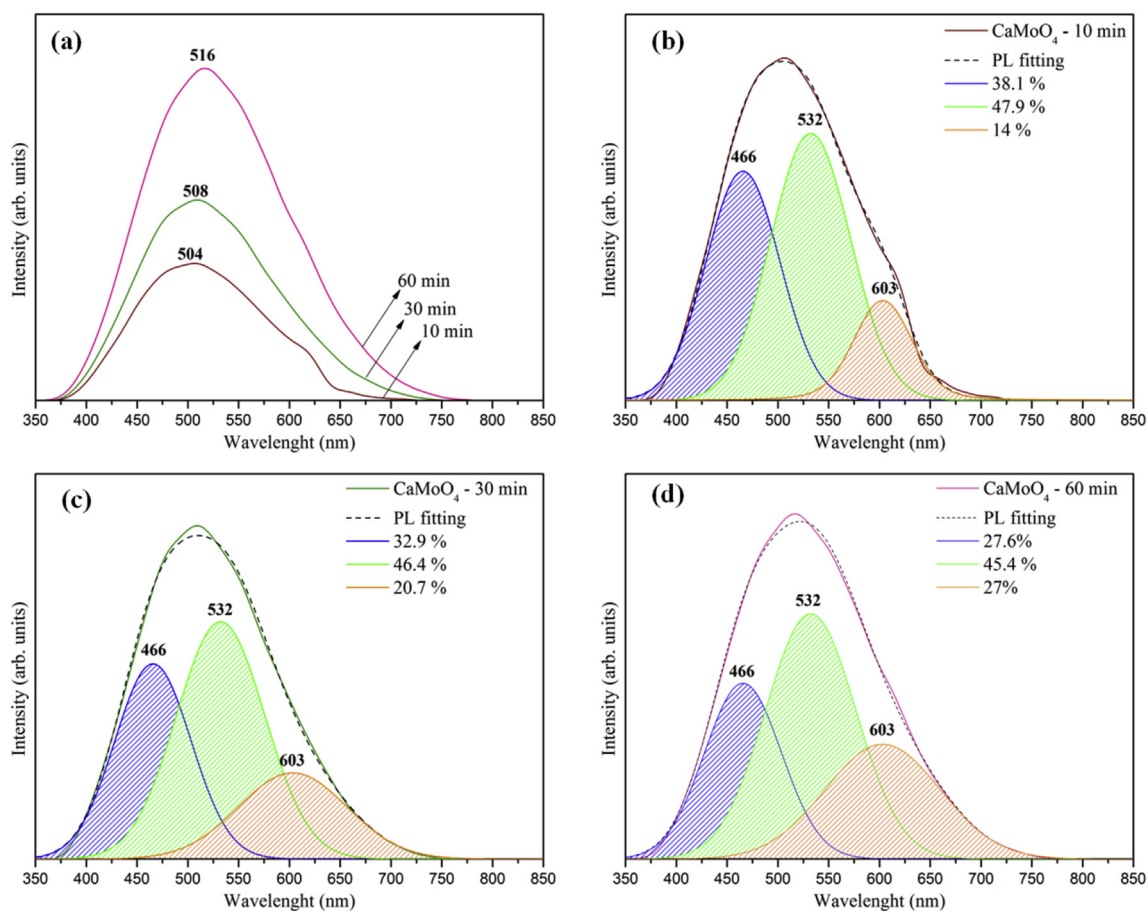 (a)
516
508
504
60 min
30 min
10 min
Intensity (arb. units)
350 400 450 500 550 600 650 700 750 800 850
Wavelenght (nm)
(b)
CaMoO₄ - 10 min
PL fitting
38.1 %
47.9 %
14 %
532
466
603
Intensity (arb. units)
350 400 450 500 550 600 650 700 750 800 850
Wavelenght (nm)
(c)
CaMoO₄ - 30 min
PL fitting
32.9 %
46.4 %
20.7 %
532
466
603
Intensity (arb. units)
350 400 450 500 550 600 650 700 750 800 850
Wavelenght (nm)
(d)
CaMoO₄ - 60 min
PL fitting
27.6%
45.4 %
27%
532
466
603
Intensity (arb. units)
350 400 450 500 550 600 650 700 750 800 850
Wavelenght (nm)